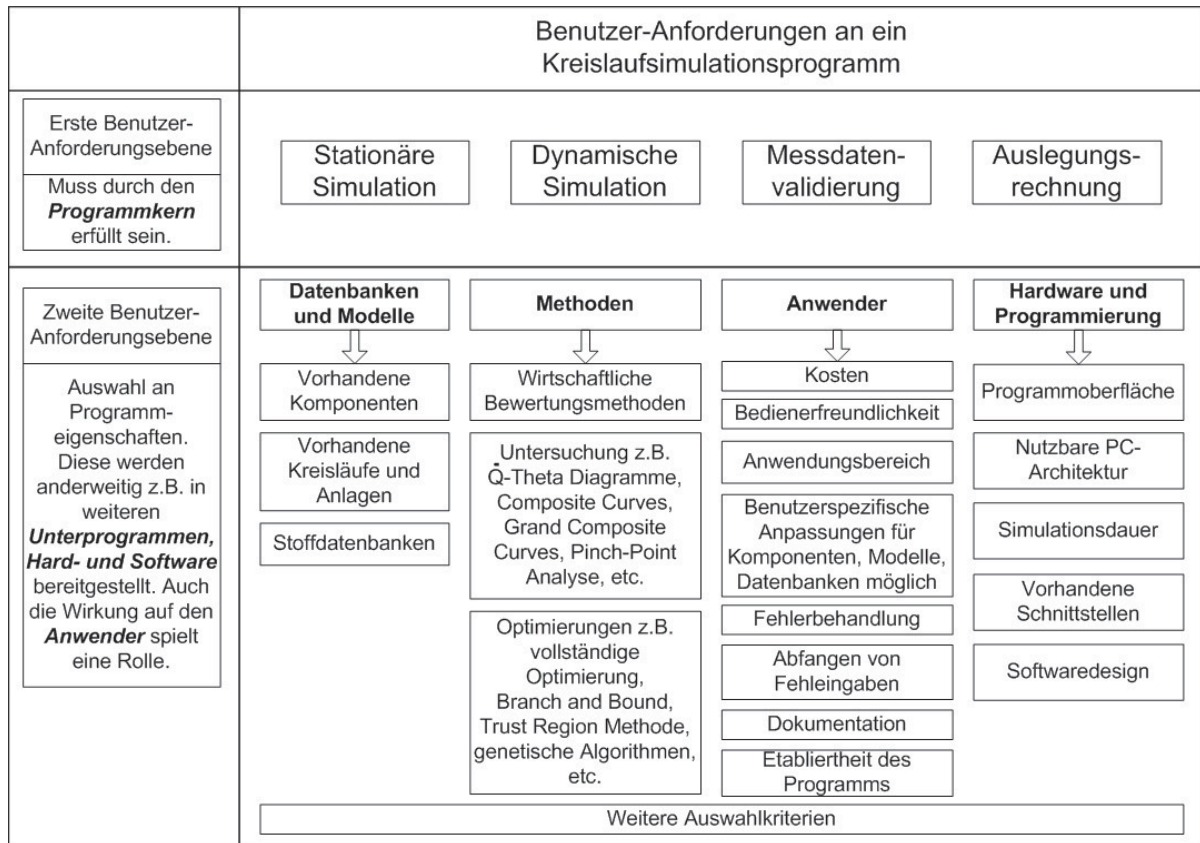 Benutzer-Anforderungen an ein
Kreislaufsimulationsprogramm
Erste Benutzer-
Anforderungsebene
Muss durch den
Programmkern
erfüllt sein.
Stationäre
Simulation
Dynamische
Simulation
Messdaten-
validierung
Auslegungs-
rechnung
Zweite Benutzer-
Anforderungsebene
Auswahl an
Programm-
eigenschaften.
Diese werden
anderweitig z.B. in
weiteren
Unterprogrammen,
Hard- und Software
bereitgestellt. Auch
die Wirkung auf den
Anwender spielt
eine Rolle.
Datenbanken
und Modelle
Vorhandene
Komponenten
Vorhandene
Kreisläufe und
Anlagen
Stoffdatenbanken
Methoden
Wirtschaftliche
Bewertungsmethoden
Untersuchung z.B.
Q̇-Theta Diagramme,
Composite Curves,
Grand Composite
Curves, Pinch-Point
Analyse, etc.
Optimierungen z.B.
vollständige
Optimierung,
Branch and Bound,
Trust Region Methode,
genetische Algorithmen,
etc.
Anwender
Kosten
Bedienerfreundlichkeit
Anwendungsbereich
Benutzerspezifische
Anpassungen für
Komponenten, Modelle,
Datenbanken möglich
Fehlerbehandlung
Abfangen von
Fehleingaben
Dokumentation
Etabliertheit des
Programms
Hardware und
Programmierung
Programmoberfläche
Nutzbare PC-
Architektur
Simulationsdauer
Vorhandene
Schnittstellen
Softwaredesign
Weitere Auswahlkriterien